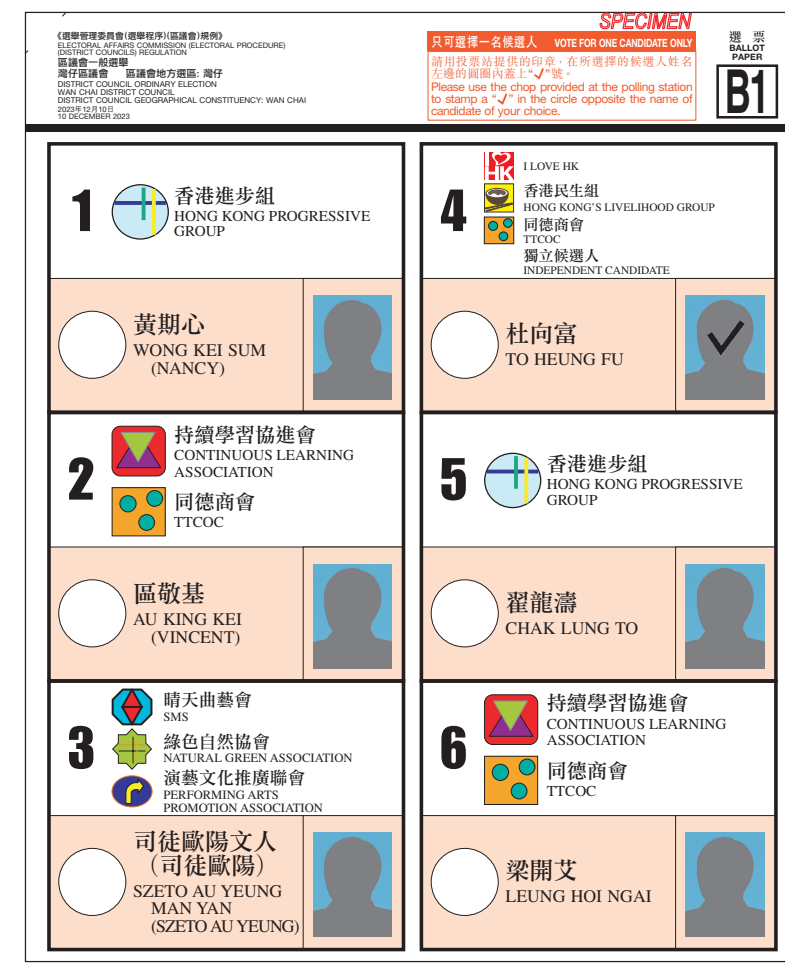 《選舉管理委員會(選舉程序)(區議會)規例》
ELECTORAL AFFAIRS COMMISSION (ELECTORAL PROCEDURE)
(DISTRICT COUNCILS) REGULATION
區議會一般選舉
灣仔區議會 區議會地方選區: 灣仔
DISTRICT COUNCIL ORDINARY ELECTION
WAN CHAI DISTRICT COUNCIL
DISTRICT COUNCIL GEOGRAPHICAL CONSTITUENCY: WAN CHAI
2023年12月10日
10 DECEMBER 2023
SPECIMEN
只可選擇一名候選人 VOTE FOR ONE CANDIDATE ONLY
請用投票站提供的印章，在所選擇的候選人姓名
左邊的圓圈內蓋上“✓”號。
Please use the chop provided at the polling station
to stamp a “✓” in the circle opposite the name of
candidate of your choice.
選票
BALLOT
PAPER
B1
1
香港進步組
HONG KONG PROGRESSIVE
GROUP
黃期心
WONG KEI SUM
(NANCY)
2
持續學習協進會
CONTINUOUS LEARNING
ASSOCIATION
同德商會
TTCOC
區敬基
AU KING KEI
(VINCENT)
3
晴天曲藝會
SMS
綠色自然協會
NATURAL GREEN ASSOCIATION
演藝文化推廣聯會
PERFORMING ARTS
PROMOTION ASSOCIATION
司徒歐陽文人
(司徒歐陽)
SZETO AU YEUNG
MAN YAN
(SZETO AU YEUNG)
4
HK
I LOVE HK
香港民生組
HONG KONG'S LIVELIHOOD GROUP
同德商會
TTCOC
獨立候選人
INDEPENDENT CANDIDATE
杜向富
TO HEUNG FU
5
香港進步組
HONG KONG PROGRESSIVE
GROUP
翟龍濤
CHAK LUNG TO
6
持續學習協進會
CONTINUOUS LEARNING
ASSOCIATION
同德商會
TTCOC
梁開艾
LEUNG HOI NGAI